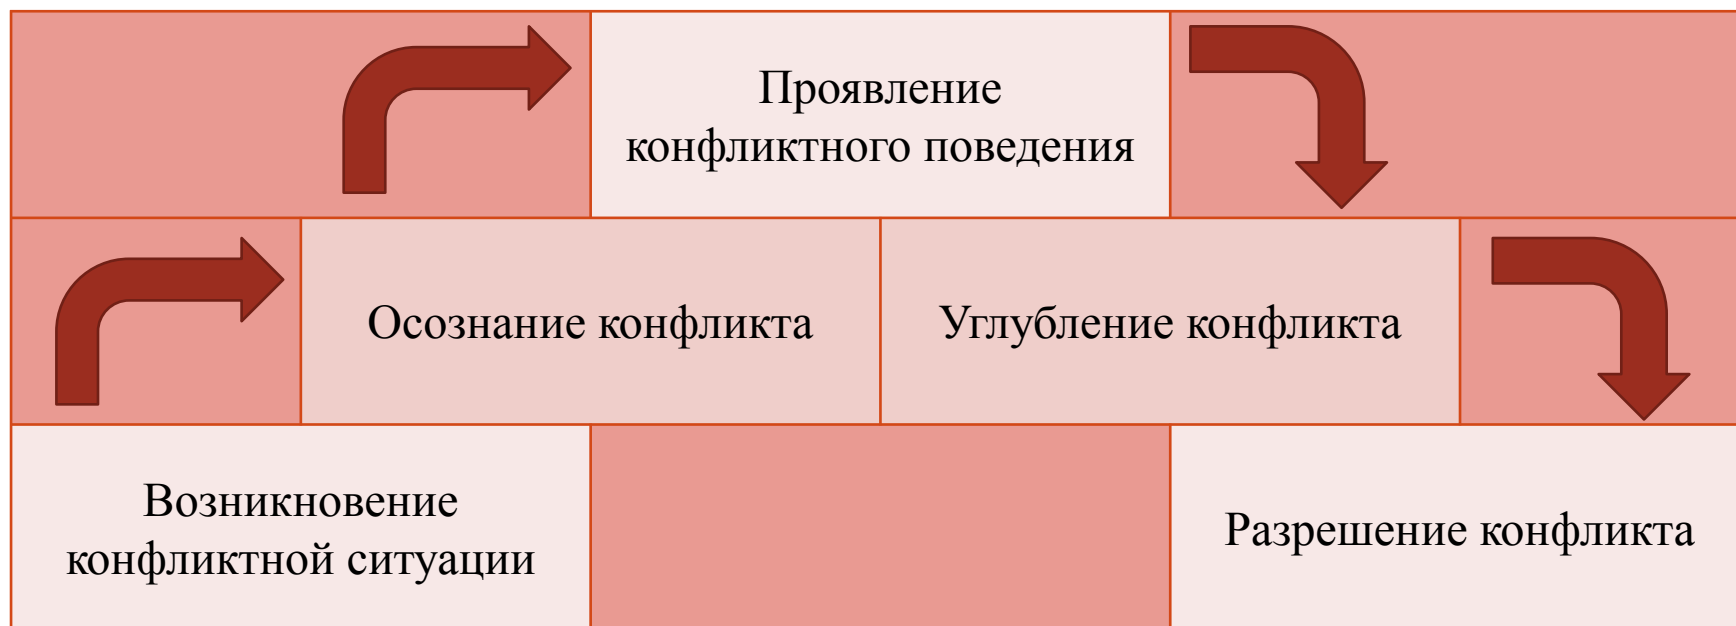 Проявление
конфликтного поведения
Осознание конфликта
Углубление конфликта
Возникновение
конфликтной ситуации
Разрешение конфликта